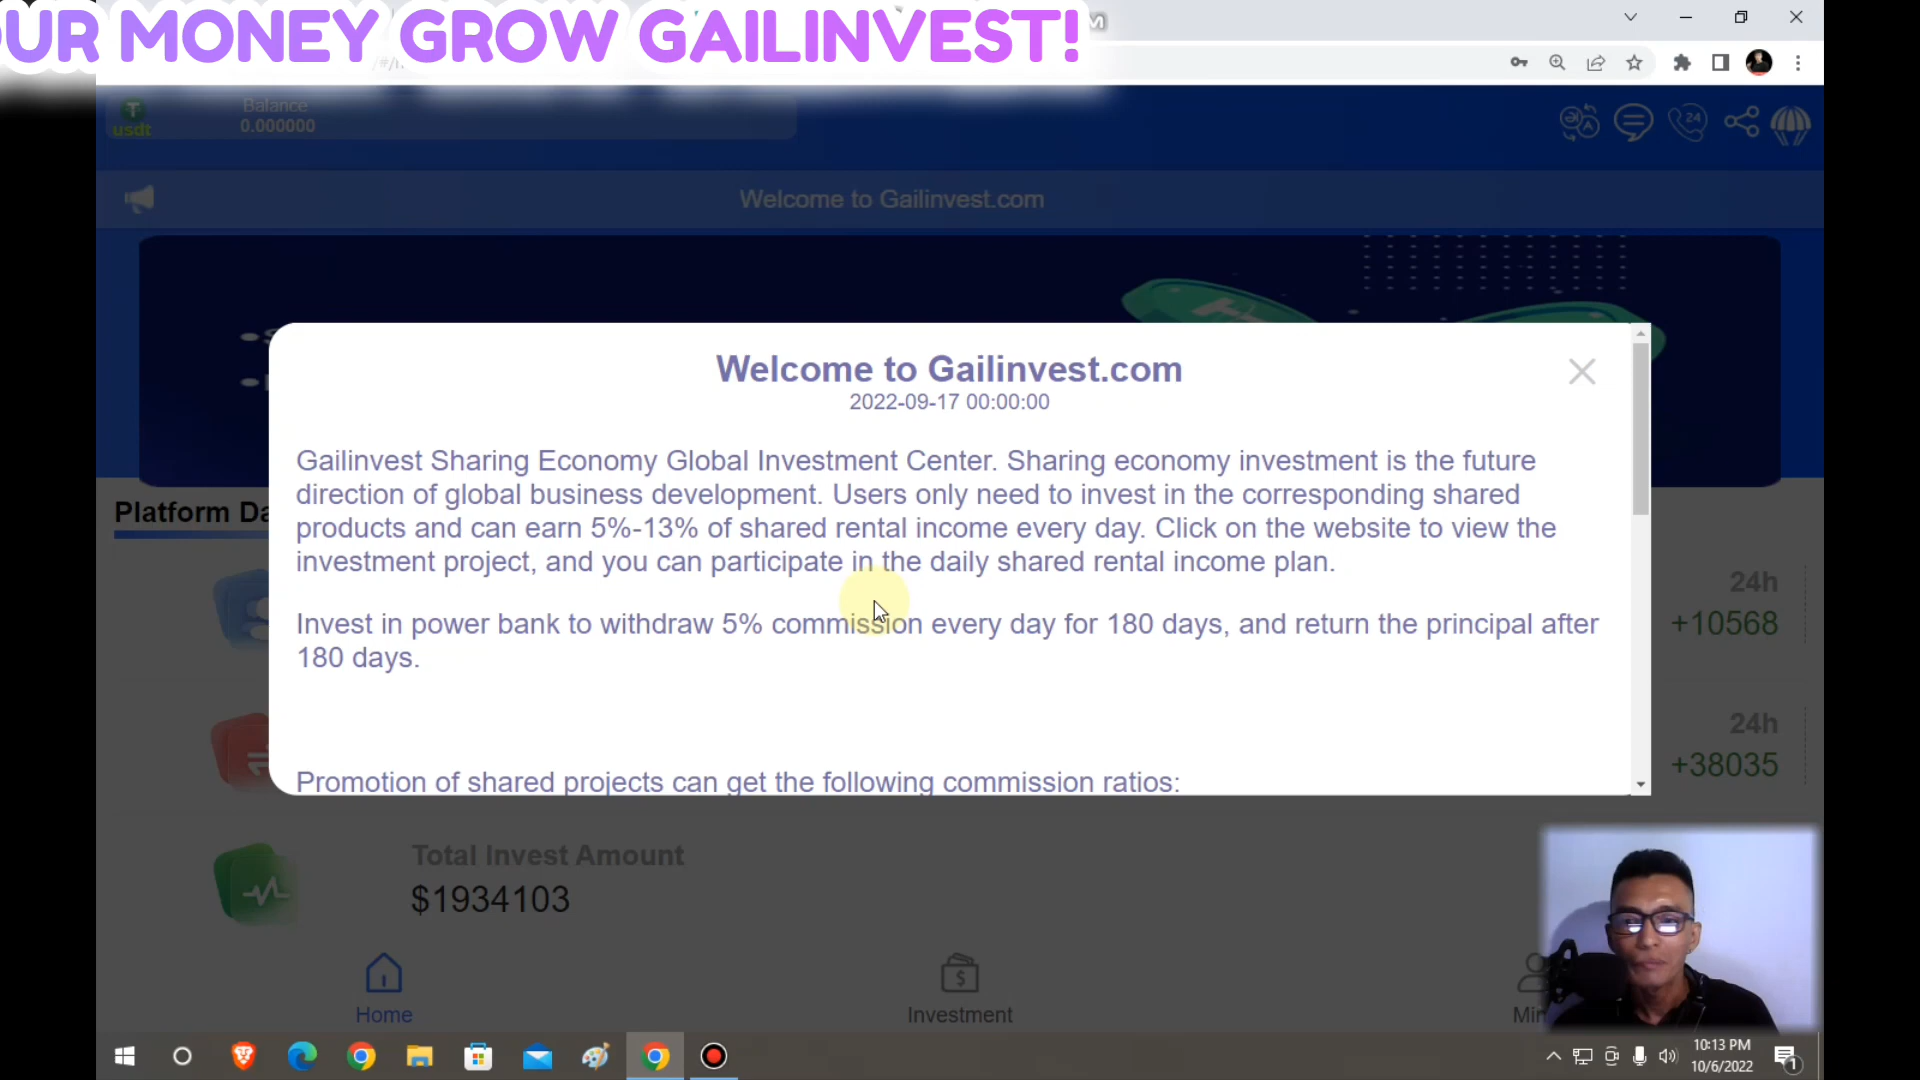 OUR MONEY GROW GAILINVEST!
usdt
Balance
0.000000
24
Welcome to Gailinvest.com
Welcome to Gailinvest.com
2022-09-17 00:00:00
Gailinvest Sharing Economy Global Investment Center. Sharing economy investment is the future
direction of global business development. Users only need to invest in the corresponding shared
products and can earn 5%-13% of shared rental income every day. Click on the website to view the
investment project, and you can participate in the daily shared rental income plan.
Invest in power bank to withdraw 5% commission every day for 180 days, and return the principal after
180 days.
Promotion of shared projects can get the following commission ratios:
Platform Da
24h
+10568
24h
+38035
Total Invest Amount
$1934103
Home
Investment
Min
10:13 PM
10/6/2022
1